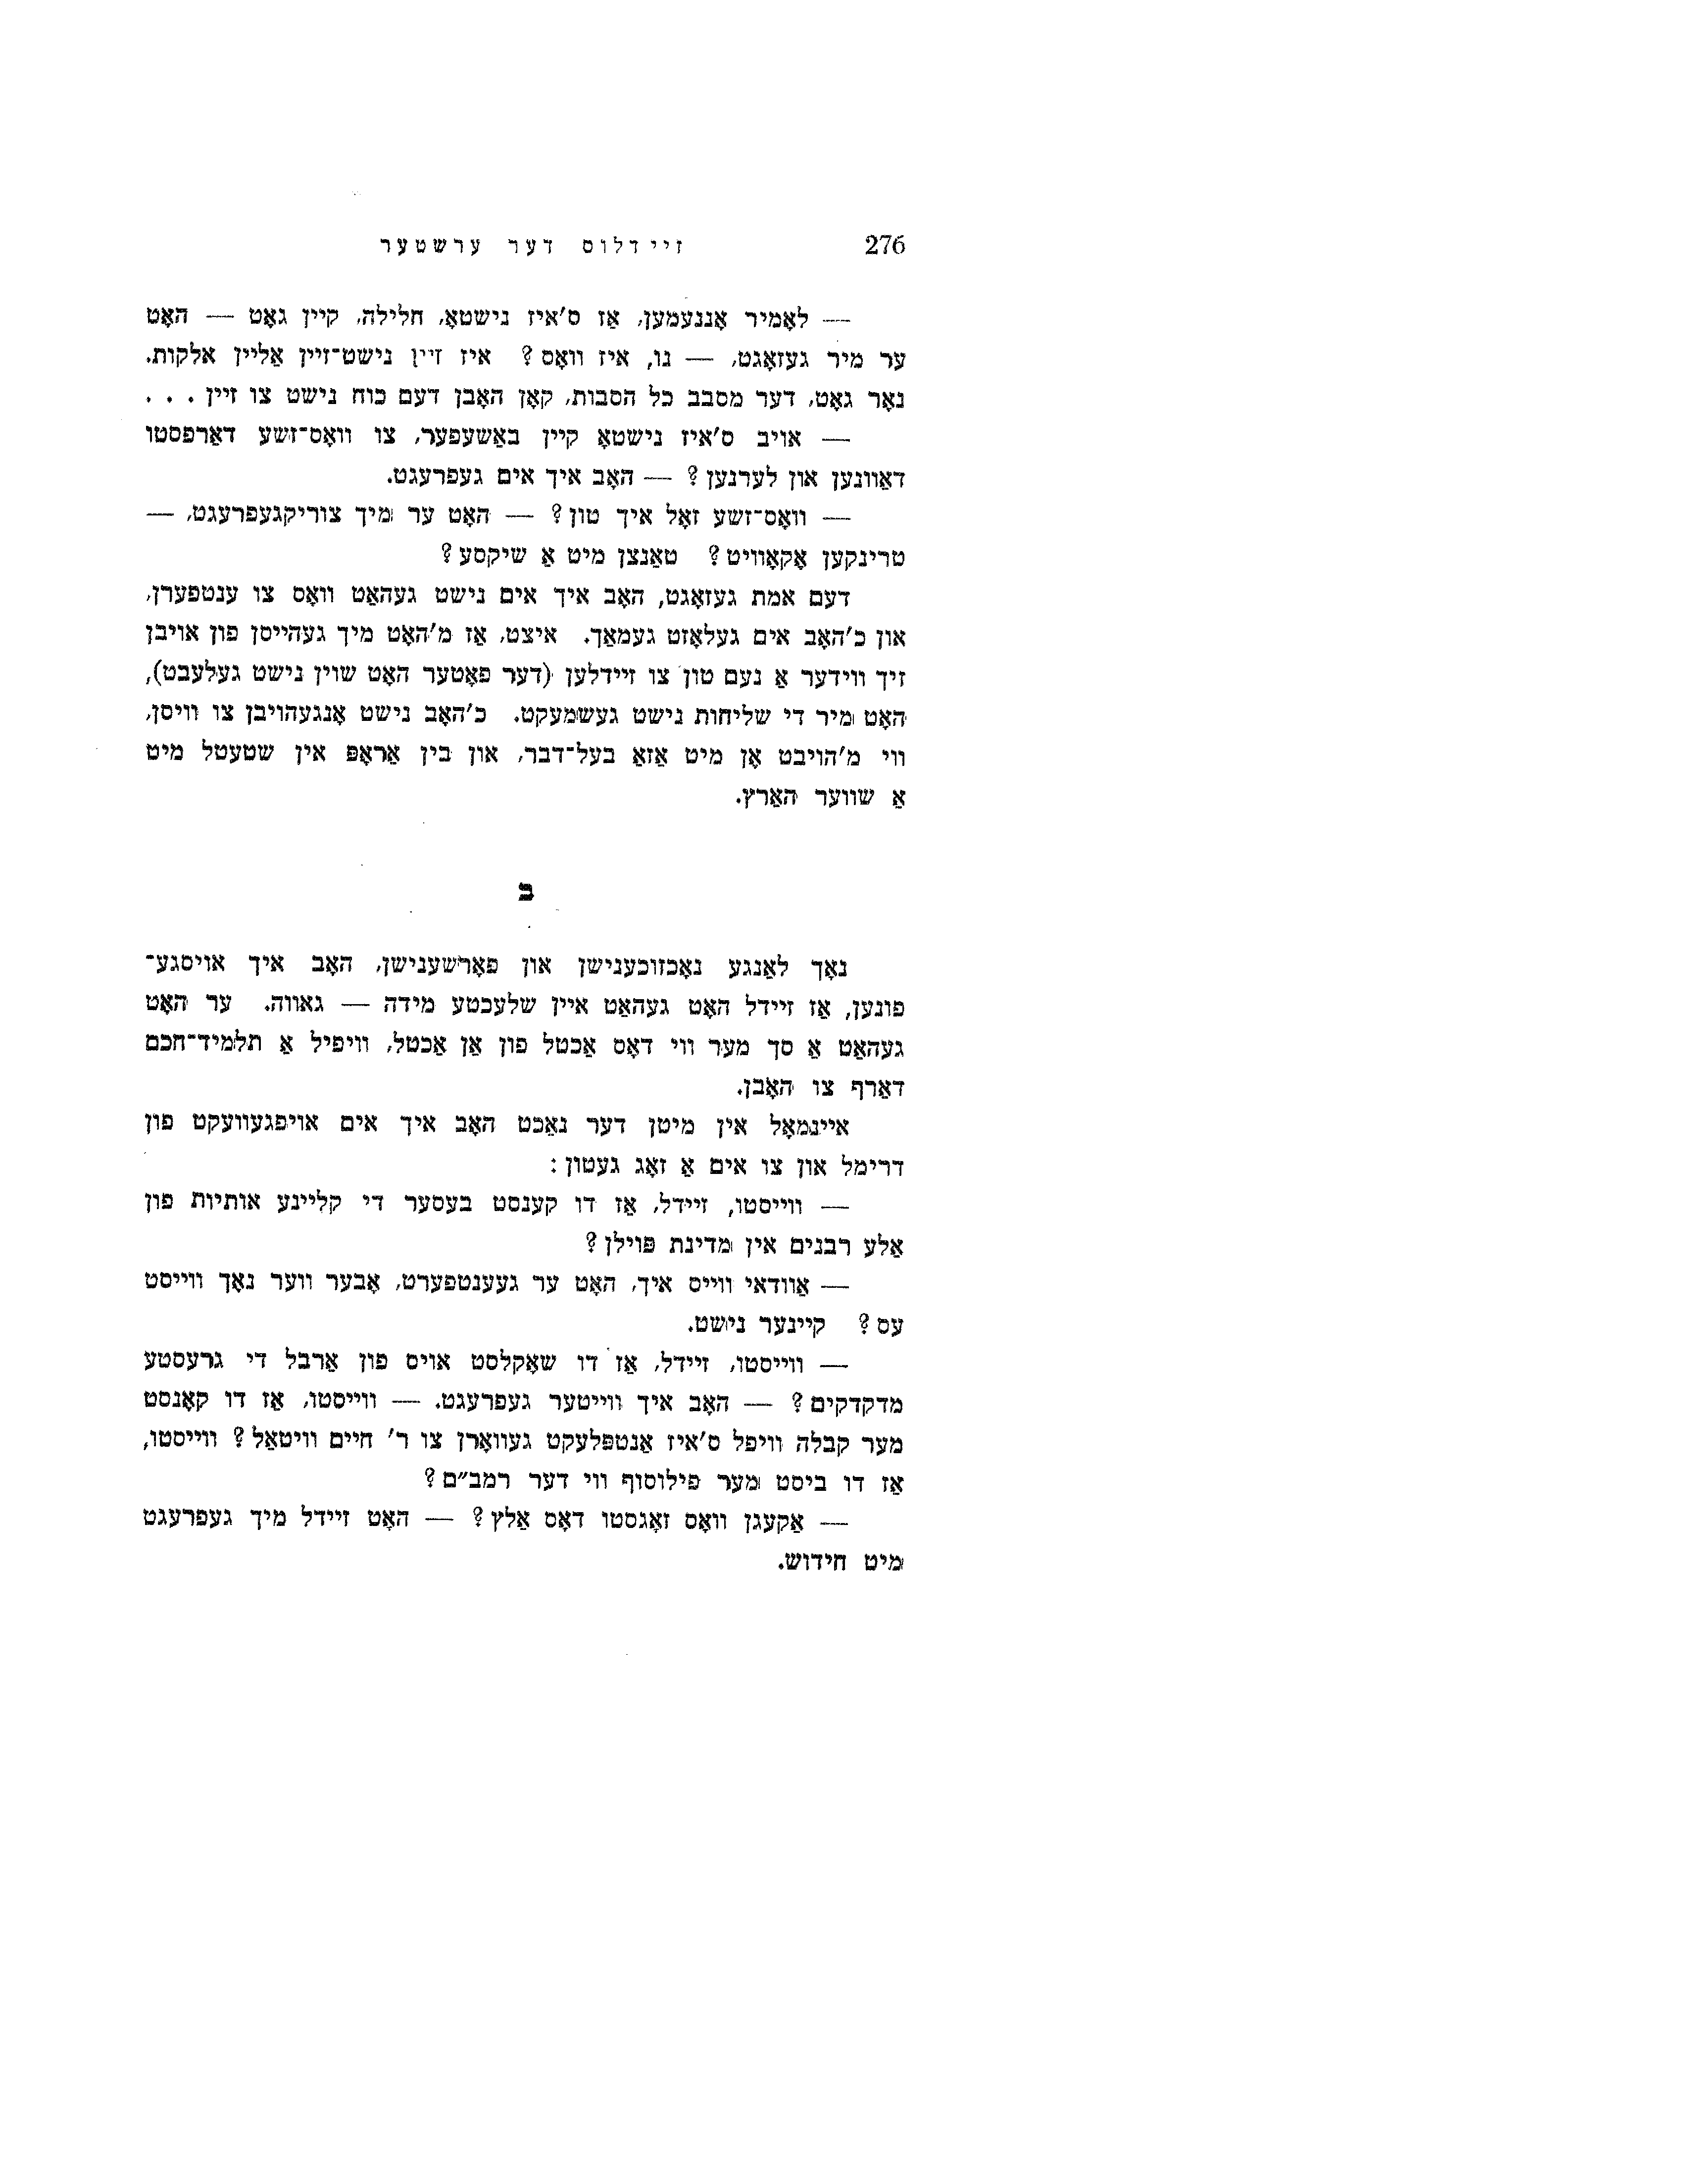 276 זיידלוס דער ערשטער
— לאָמיר אָננעמען, אַז ס'איז נישטאָ, חלילה, קיין גאָט — האָט
ער מיר געזאָגט, — נו, איז וואָס? איז זיין נישט־זיין אַליין אלקות.
נאָר גאָט, דער מסבב כל הסבות, קאָן האָבן דעם כוח נישט צו זיין . . .
— אויב ס'איז נישטאָ קיין באַשעפער, צו וואָס־זשע דאַרפסטו
דאַוונען און לערנען? — האָב איך אים געפרעגט.
— וואָס־זשע זאָל איך טון? — האָט ער מיך צוריקגעפרעגט, —
טרינקען אָקאָוויט? טאַנצן מיט אַ שיקסע?
דעם אמת געזאָגט, האָב איך אים נישט געהאַט וואָס צו ענטפערן,
און כ'האָב אים געלאָזט געמאַך. איצט, אַז מ'האָט מיך געהייסן פון אויבן
זיך ווידער אַ נעם טון צו זיידלען (דער פאָטער האָט שוין נישט געלעבט),
האָט מיר די שליחות נישט געשמעקט. כ'האָב נישט אָנגעהויבן צו וויסן,
ווי מ'הויבט אָן מיט אַזאַ בעל־דבר, און בין אַראָפּ אין שטעטל מיט
אַ שווער האַרץ.
ב
נאָך לאַנגע נאָכזוכענישן און פאָרשענישן, האָב איך אויסגע־
פונען, אַז זיידל האָט געהאַט איין שלעכטע מידה — גאווה. ער האָט
געהאַט אַ סך מער ווי דאָס אַכטל פון אַן אַכטל, וויפיל אַ תלמיד־חכם
דאַרף צו האָבן.
איינמאָל אין מיטן דער נאַכט האָב איך אים אויפגעוועקט פון
דרימל און צו אים אַ זאָג געטון:
— ווייסטו, זיידל, אַז דו קענסט בעסער די קליינע אותיות פון
אַלע רבנים אין מדינת פּוילן?
— אַוודאי ווייס איך, האָט ער געענטפערט, אָבער ווער נאָך ווייסט
עס? קיינער נישט.
— ווייסטו, זיידל, אַז דו שאָקלסט אויס פון אַרבל די גרעסטע
מדקדקים? — האָב איך ווייטער געפרעגט. — ווייסטו, אַז דו קאָנסט
מער קבלה וויפל ס'איז אַנטפּלעקט געוואָרן צו ר' חיים וויטאַל? ווייסטו,
אַז דו ביסט מער פילוסוף ווי דער רמב״ם?
— אַקעגן וואָס זאָגסטו דאָס אַלץ? — האָט זיידל מיך געפרעגט
מיט חידוש.